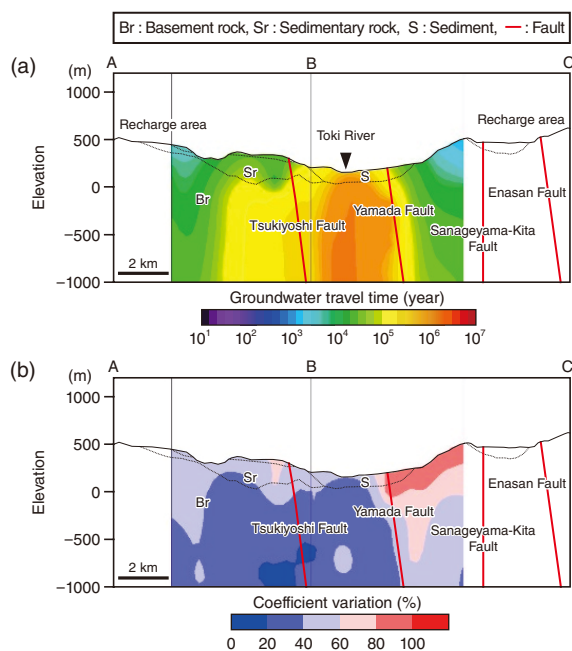 Br : Basement rock, Sr : Sedimentary rock, S : Sediment, — : Fault
(a)
A B C
(m)
1000
500
0
−500
−1000
Elevation
Recharge area
Toki River
Recharge area
Sr
S
Br
Enasan Fault
Tsukiyoshi Fault
Yamada Fault
Sanageyama-Kita
Fault
2 km
Groundwater travel time (year)
10¹ 10² 10³ 10⁴ 10⁵ 10⁶ 10⁷
(b)
A B C
(m)
1000
500
0
−500
−1000
Elevation
Sr
S
Br
Enasan Fault
Yamada Fault
Tsukiyoshi Fault
Sanageyama-Kita
Fault
2 km
Coefficient variation (%)
0 20 40 60 80 100